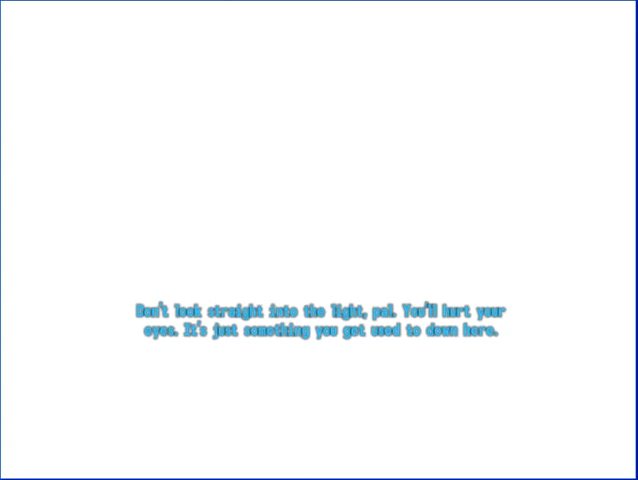 Don't look straight into the light, pal. You'll hurt your
eyes. It's just something you get used to down here.